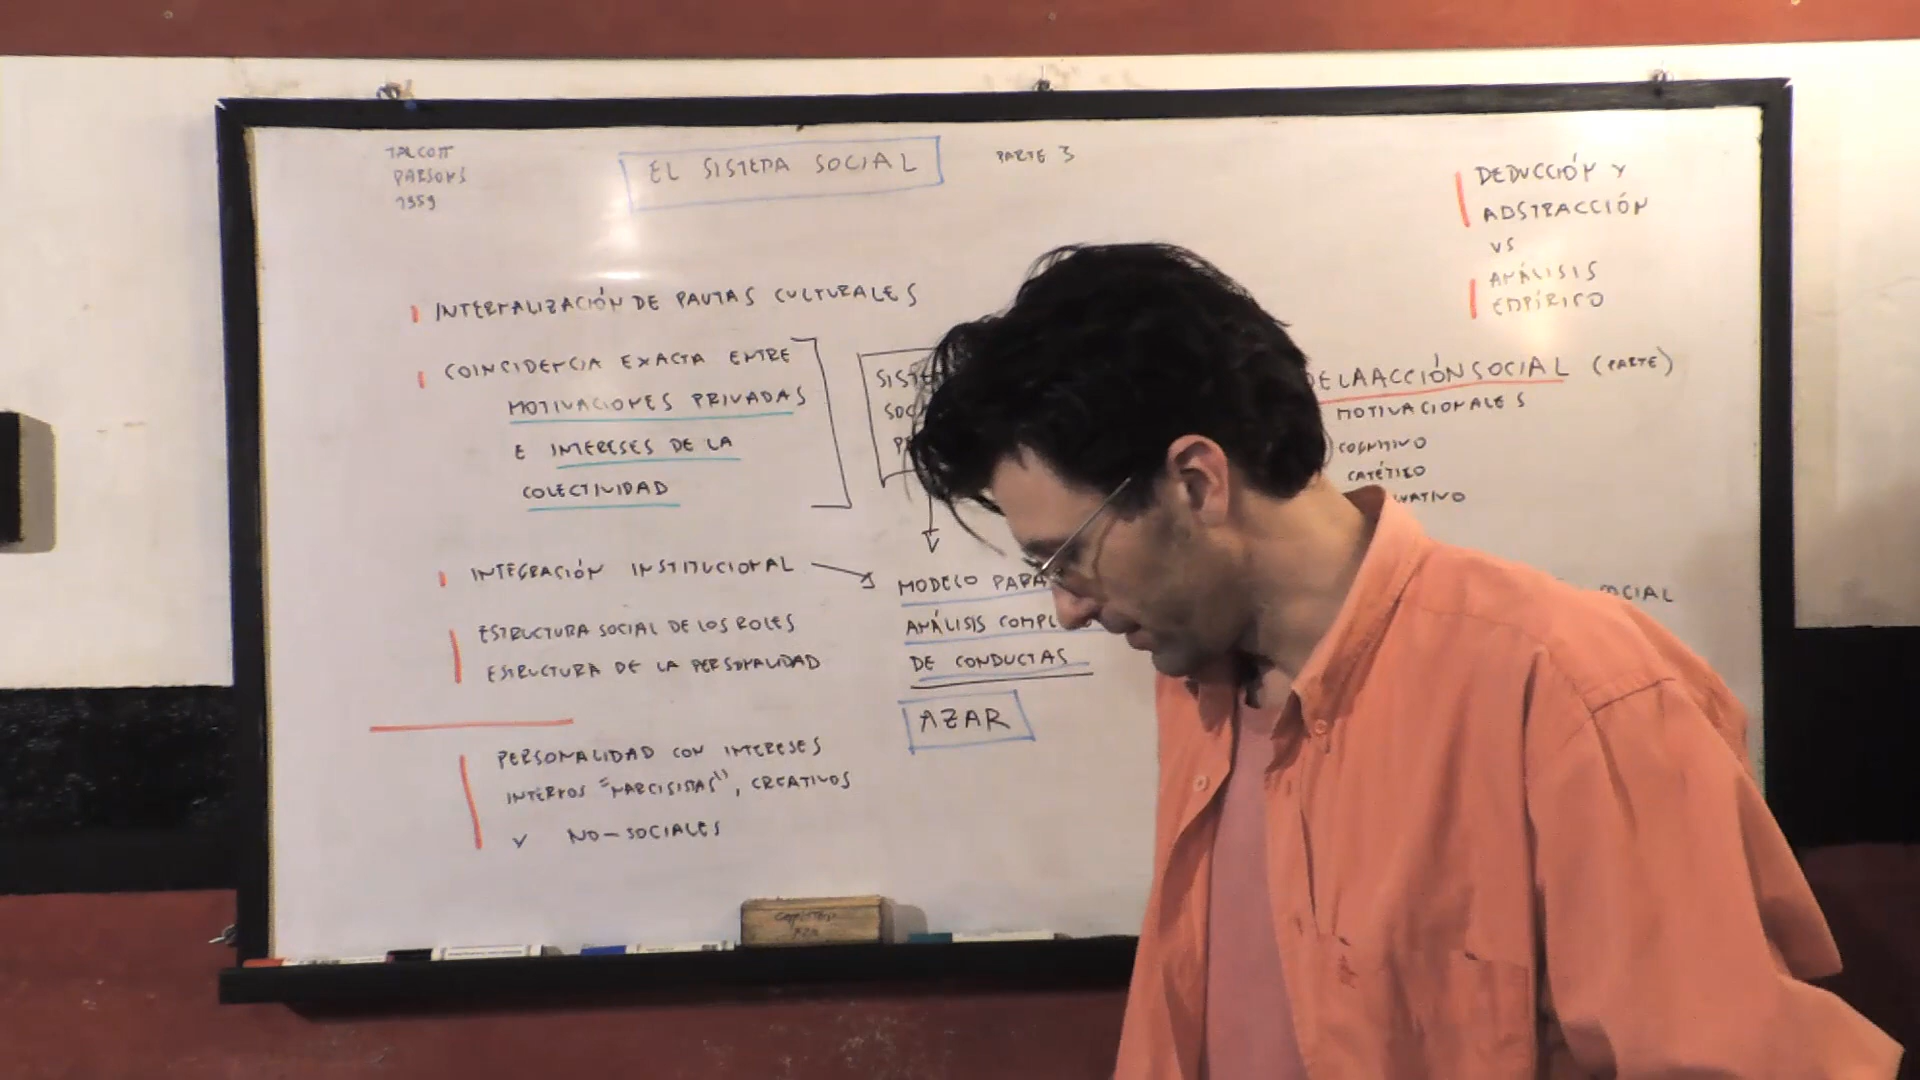 TALCOTT
PARSONS
1959
EL SISTEMA SOCIAL
PARTE 3
INTERNALIZACIÓN DE PAUTAS CULTURALES
COINCIDENCIA EXACTA ENTRE
MOTIVACIONES PRIVADAS
E INTERESES DE LA
COLECTIVIDAD
INTEGRACIÓN INSTITUCIONAL
ESTRUCTURA SOCIAL DE LOS ROLES
ESTRUCTURA DE LA PERSONALIDAD
PERSONALIDAD CON INTERESES
INTERNOS "NARCISISTAS", CREATIVOS
Y NO-SOCIALES
MODELO PARA
ANÁLISIS
DE CONDUCTAS
AZAR
DEDUCCIÓN Y
ABSTRACCIÓN
VS
ANÁLISIS
EMPÍRICO
DE LA ACCIÓN SOCIAL (PARTE)
MOTIVACIONALES
COGNITIVO
CATÉTICO